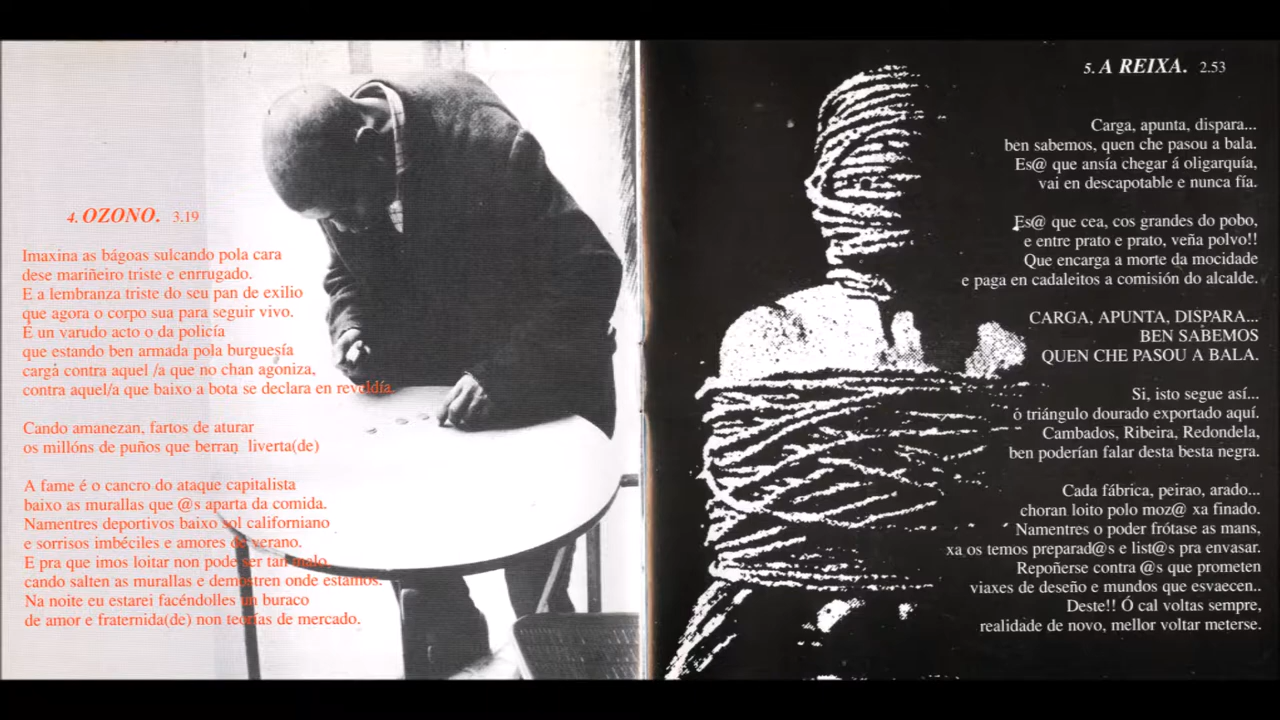 4. OZONO. 3.19
Imaxina as bágoas sulcando pola cara
dese mariñeiro triste e enrrugado.
E a lembranza triste do seu pan de exilio
que agora o corpo sua para seguir vivo.
É un varudo acto o da policía
que estando ben armada pola burguesía
carga contra aquel /a que no chan agoniza,
contra aquel/a que baixo a bota se declara en reveldía.
Cando amanezan, fartos de aturar
os millóns de puños que berran liverta(de)
A fame é o cancro do ataque capitalista
baixo as murallas que @s aparta da comida.
Namentres deportivos baixo sol californiano
e sorrisos imbéciles e amores de verano.
E pra que imos loitar non pode ser tan malo
cando salten as murallas e demostren onde estamos.
Na noite eu estarei facéndolles un buraco
de amor e fraternida(de) non teorías de mercado.
5. A REIXA. 2.53
Carga, apunta, dispara...
ben sabemos, quen che pasou a bala.
Es@ que ansía chegar á oligarquía,
vai en descapotable e nunca fía.
Es@ que cea, cos grandes do pobo,
e entre prato e prato, veña polvo!!
Que encarga a morte da mocidade
e paga en cadaleitos a comisión do alcalde.
CARGA, APUNTA, DISPARA...
BEN SABEMOS
QUEN CHE PASOU A BALA.
Si, isto segue así...
ó triángulo dourado exportado aquí.
Cambados, Ribeira, Redondela,
ben poderían falar desta besta negra.
Cada fábrica, peirao, arado...
choran loito polo moz@ xa finado.
Namentres o poder frótase as mans,
xa os temos preparad@s e list@s pra envasar.
Repoñerse contra @s que prometen
viaxes de deseño e mundos que esvaecen..
Deste!! Ó cal voltas sempre,
realidade de novo, mellor voltar meterse.